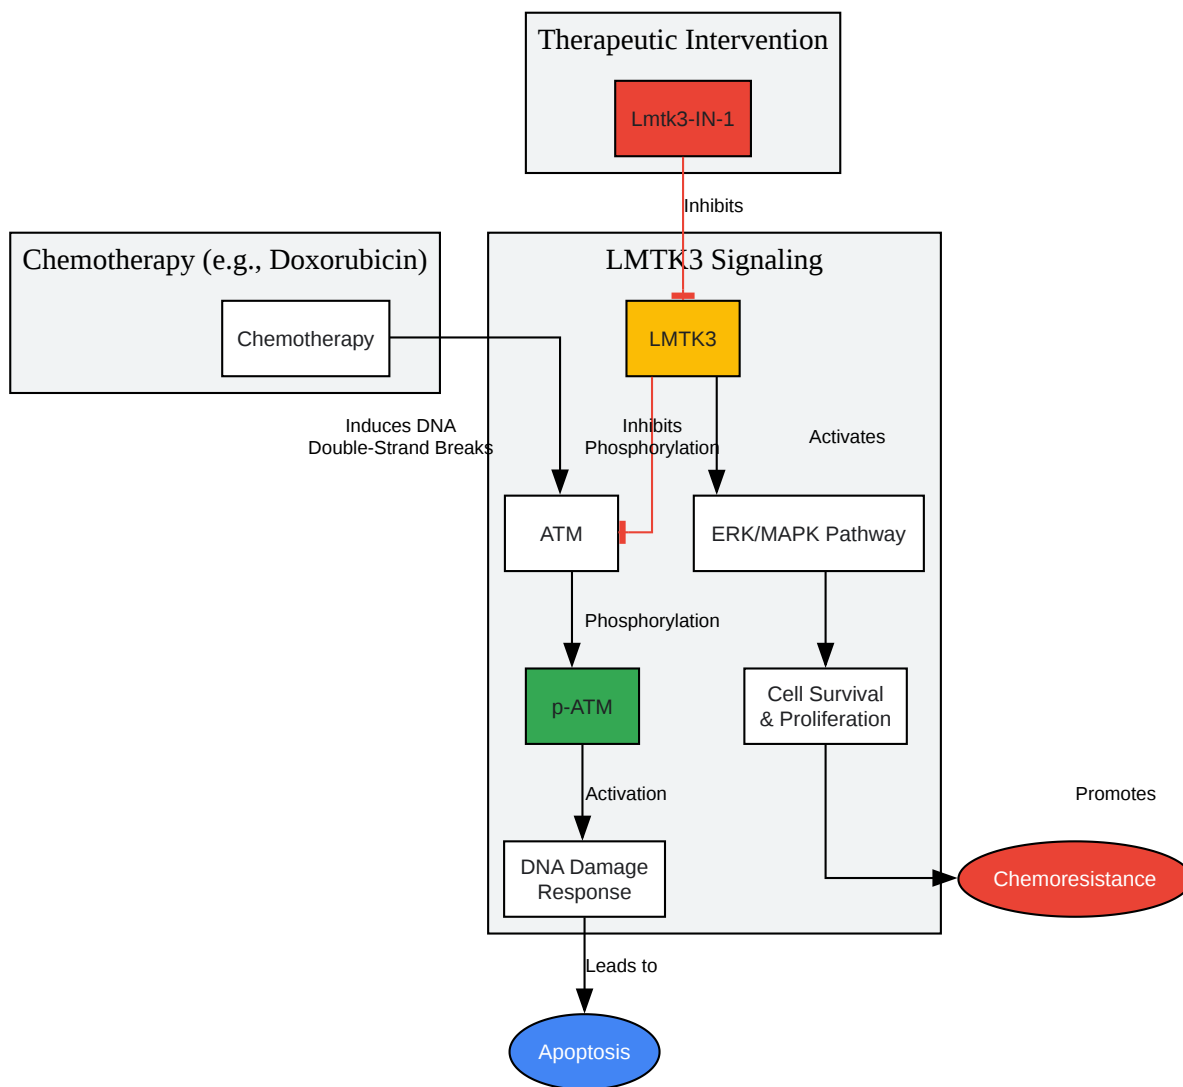 Therapeutic Intervention
Lmtk3-IN-1
Inhibits
Chemotherapy (e.g., Doxorubicin)
LMTK3 Signaling
Chemotherapy
LMTK3
Induces DNA
Double-Strand Breaks
Inhibits
Phosphorylation
Activates
ATM
ERK/MAPK Pathway
Phosphorylation
p-ATM
Cell Survival
& Proliferation
Activation
Promotes
DNA Damage
Response
Chemoresistance
Leads to
Apoptosis